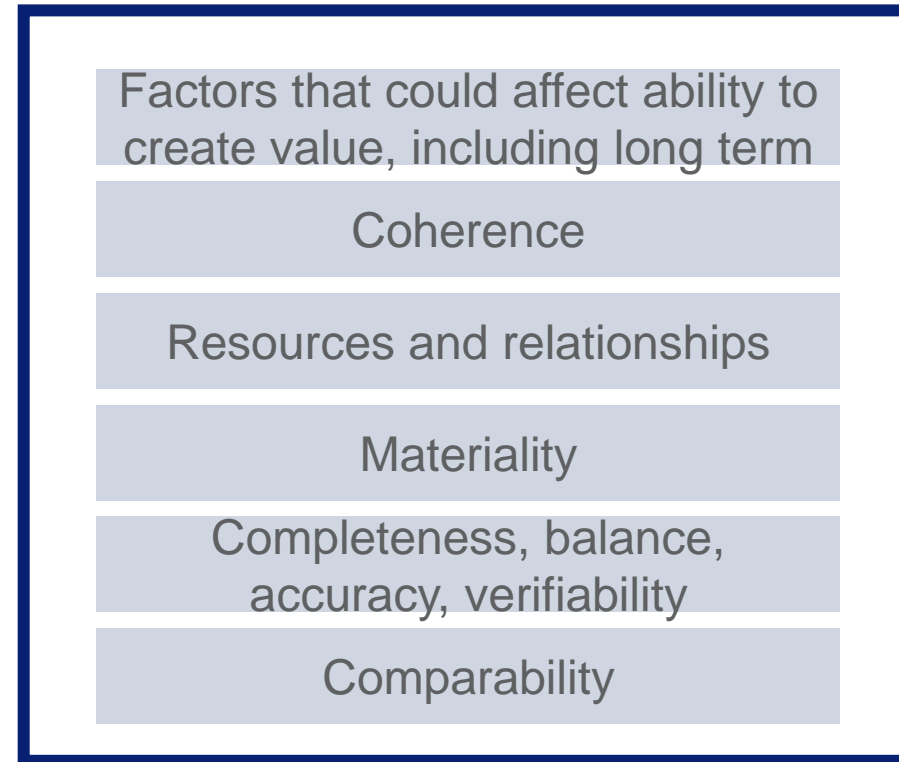 Factors that could affect ability to
create value, including long term
Coherence
Resources and relationships
Materiality
Completeness, balance,
accuracy, verifiability
Comparability